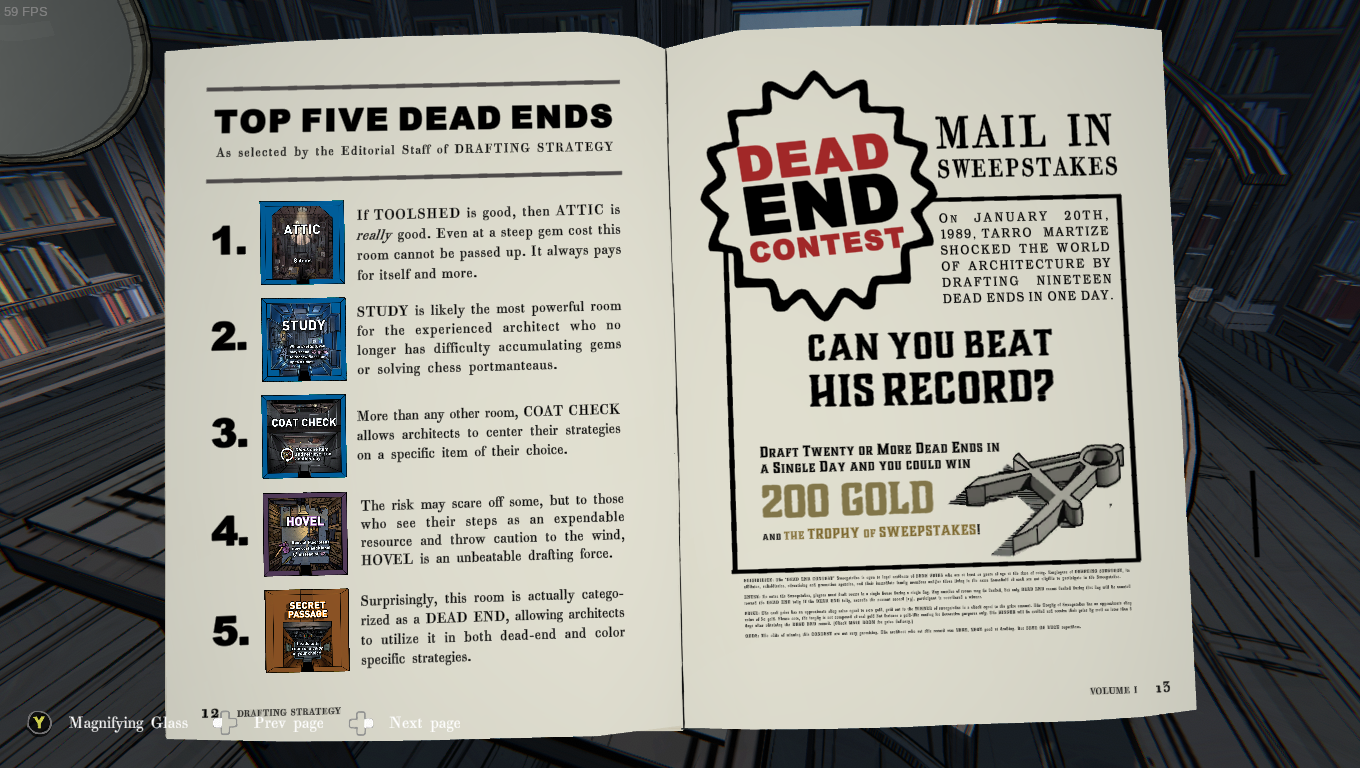 59 FPS
TOP FIVE DEAD ENDS
As selected by the Editorial Staff of DRAFTING STRATEGY
1.
ATTIC
If TOOLSHED is good, then ATTIC is
really good. Even at a steep gem cost this
room cannot be passed up. It always pays
for itself and more.
2.
STUDY
STUDY is likely the most powerful room
for the experienced architect who no
longer has difficulty accumulating gems
or solving chess portmanteaus.
3.
COAT CHECK
More than any other room, COAT CHECK
allows architects to center their strategies
on a specific item of their choice.
4.
HOVEL
The risk may scare off some, but to those
who see their steps as an expendable
resource and throw caution to the wind,
HOVEL is an unbeatable drafting force.
5.
SECRET
PASSAGE
Surprisingly, this room is actually catego-
rized as a DEAD END, allowing architects
to utilize it in both dead-end and color
specific strategies.
12 DRAFTING STRATEGY
DEAD
END
CONTEST
MAIL IN
SWEEPSTAKES
ON JANUARY 20TH,
1989, TARRO MARTIZE
SHOCKED THE WORLD
OF ARCHITECTURE BY
DRAFTING NINETEEN
DEAD ENDS IN ONE DAY.
CAN YOU BEAT
HIS RECORD?
DRAFT TWENTY OR MORE DEAD ENDS IN
A SINGLE DAY AND YOU COULD WIN
200 GOLD
AND THE TROPHY OF SWEEPSTAKES!
VOLUME I 13
Y Magnifying Glass Prev page Next page